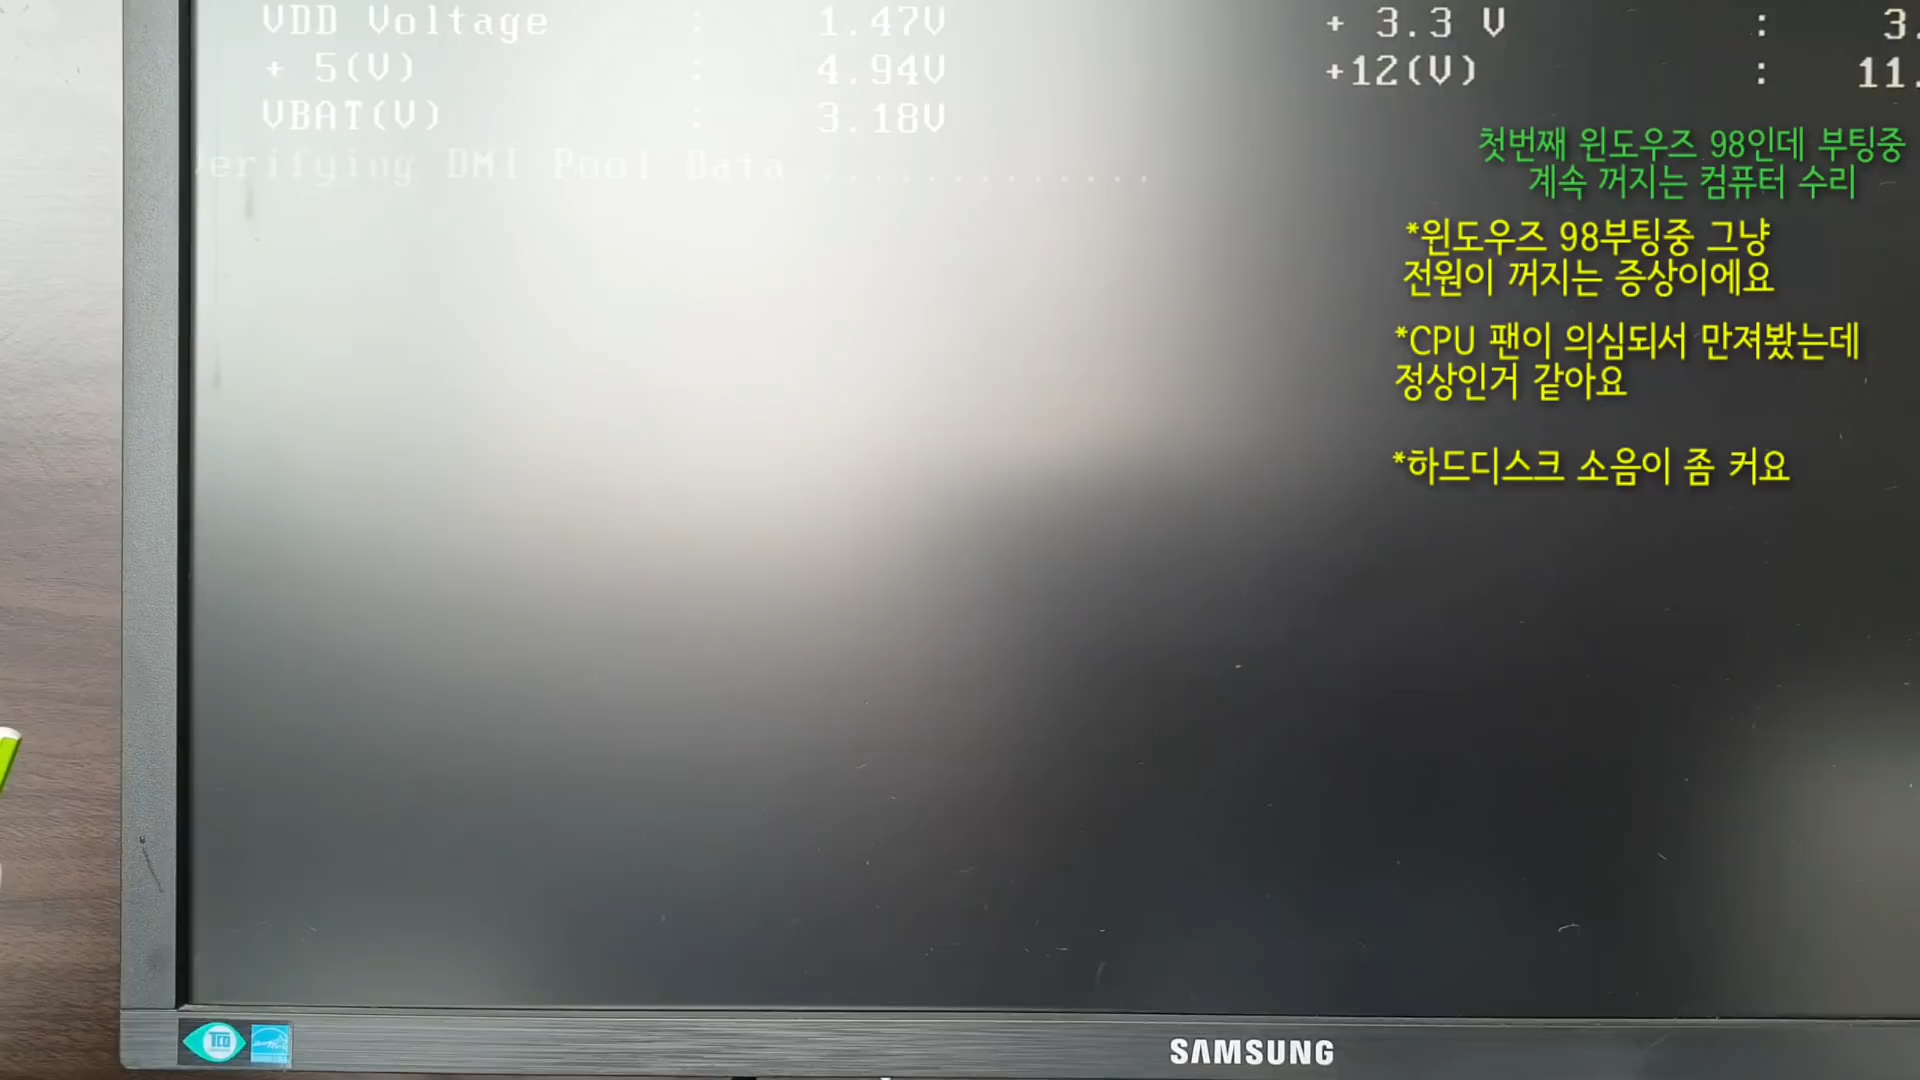 VDD Voltage : 1.47V + 3.3 V : 3.
+ 5(V) : 4.94V +12(V) : 11.
VBAT(V) : 3.18V
Verifying DMI Pool Data ..............
첫번째 윈도우즈 98인데 부팅중
계속 꺼지는 컴퓨터 수리
*윈도우즈 98부팅중 그냥
전원이 꺼지는 증상이에요
*CPU 팬이 의심되서 만져봤는데
정상인거 같아요
*하드디스크 소음이 좀 커요
TCO
SAMSUNG